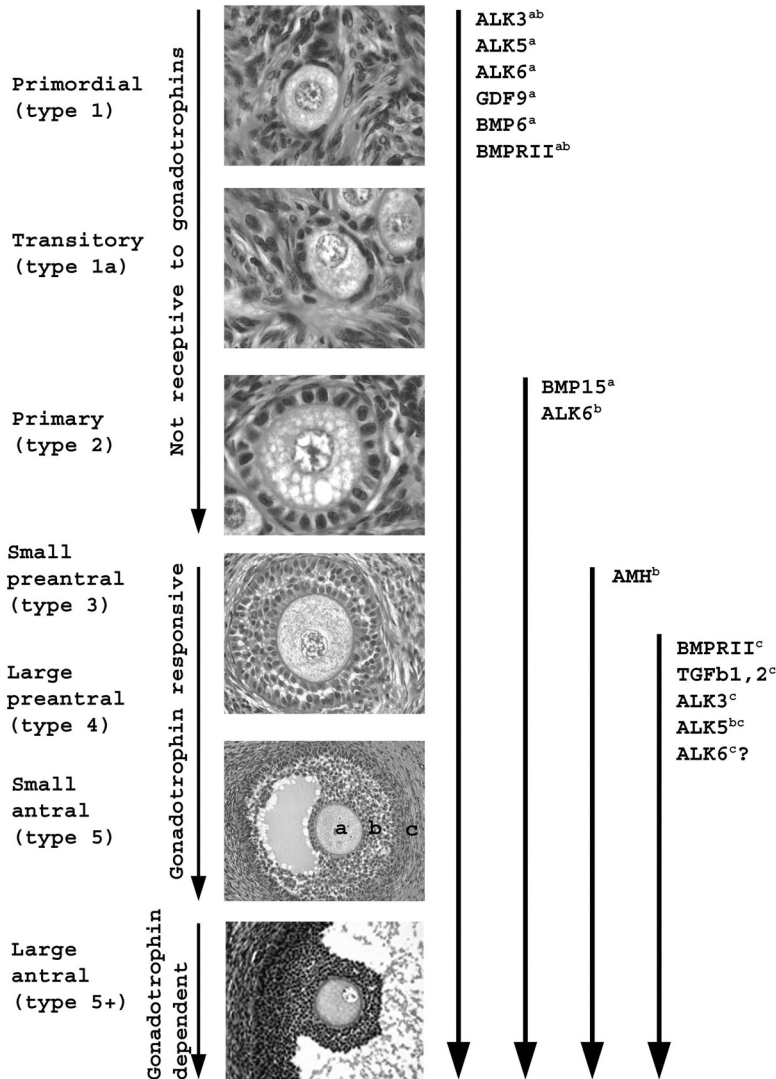 Primordial
(type 1)
Transitory
(type 1a)
Primary
(type 2)
Small
preantral
(type 3)
Large
preantral
(type 4)
Small
antral
(type 5)
Large
antral
(type 5+)
Not receptive to gonadotrophins
Gonadotrophin responsive
Gonadotrophin
dependent
a b c
ALK3ᵃᵇ
ALK5ᵃ
ALK6ᵃ
GDF9ᵃ
BMP6ᵃ
BMPRIIᵃᵇ
BMP15ᵃ
ALK6ᵇ
AMHᵇ
BMPRIIᶜ
TGFb1,2ᶜ
ALK3ᶜ
ALK5ᵇᶜ
ALK6ᶜ?